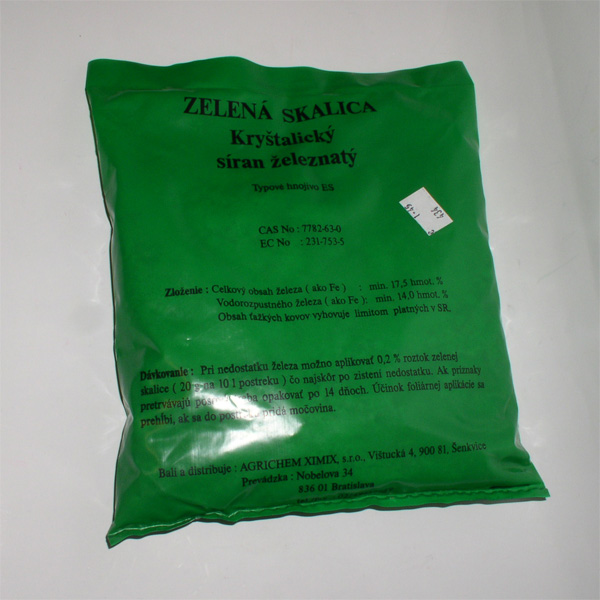 ZELENÁ SKALICA
Kryštalický
síran železnatý
Typové hnojivo ES
CAS No : 7782-63-0
EC No : 231-753-5
Zloženie : Celkový obsah železa ( ako Fe ) : min. 17,5 hmot. %
Vodorozpustného železa ( ako Fe ): min. 14,0 hmot. %
Obsah ťažkých kovov vyhovuje limitom platných v SR.
Dávkovanie : Pri nedostatku železa možno aplikovať 0,2 % roztok zelenej
skalice ( 20 g na 10 l postreku ) čo najskôr po zistení nedostatku. Ak príznaky
pretrvávajú opakovať po 14 dňoch. Účinok foliárnej aplikácie sa
prehĺbi, ak sa do pridá močovina.
Balí a distribuje : AGRICHEM XIMIX, s.r.o., Vištucká 4, 900 81, Šenkvice
Prevádzka : Nobelova 34
836 01 Bratislava